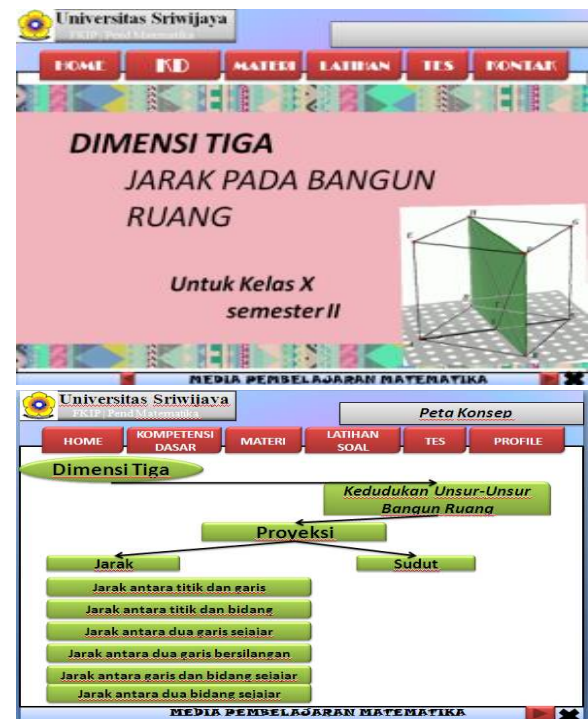 Universitas Sriwijaya
FKIP | Pend Matematika
HOME KD MATERI LATIHAN TES KONTAK
DIMENSI TIGA
JARAK PADA BANGUN
RUANG
Untuk Kelas X
semester II
MEDIA PEMBELAJARAN MATEMATIKA
Universitas Sriwijaya
FKIP | Pend Matematika
Peta Konsep
HOME KOMPETENSI DASAR MATERI LATIHAN SOAL TES PROFILE
Dimensi Tiga
Kedudukan Unsur-Unsur
Bangun Ruang
Proyeksi
Jarak Sudut
Jarak antara titik dan garis
Jarak antara titik dan bidang
Jarak antara dua garis sejajar
Jarak antara dua garis bersilangan
Jarak antara garis dan bidang sejajar
Jarak antara dua bidang sejajar
MEDIA PEMBELAJARAN MATEMATIKA